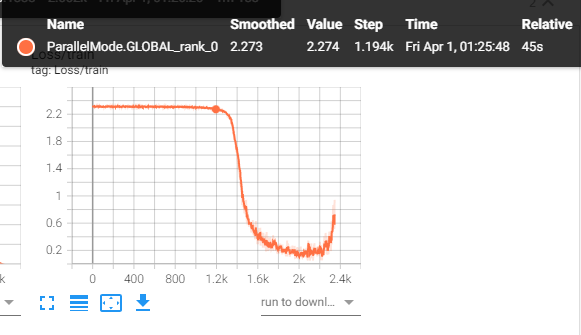 Smoothed Value Step Time Relative
ParallelMode.GLOBAL_rank_0 2.273 2.274 1.194k Fri Apr 1, 01:25:48 45s
Loss/train
tag: Loss/train
2.2
1.8
1.4
1
0.6
0.2
k
0 400 800 1.2k 1.6k 2k 2.4k
run to downl...